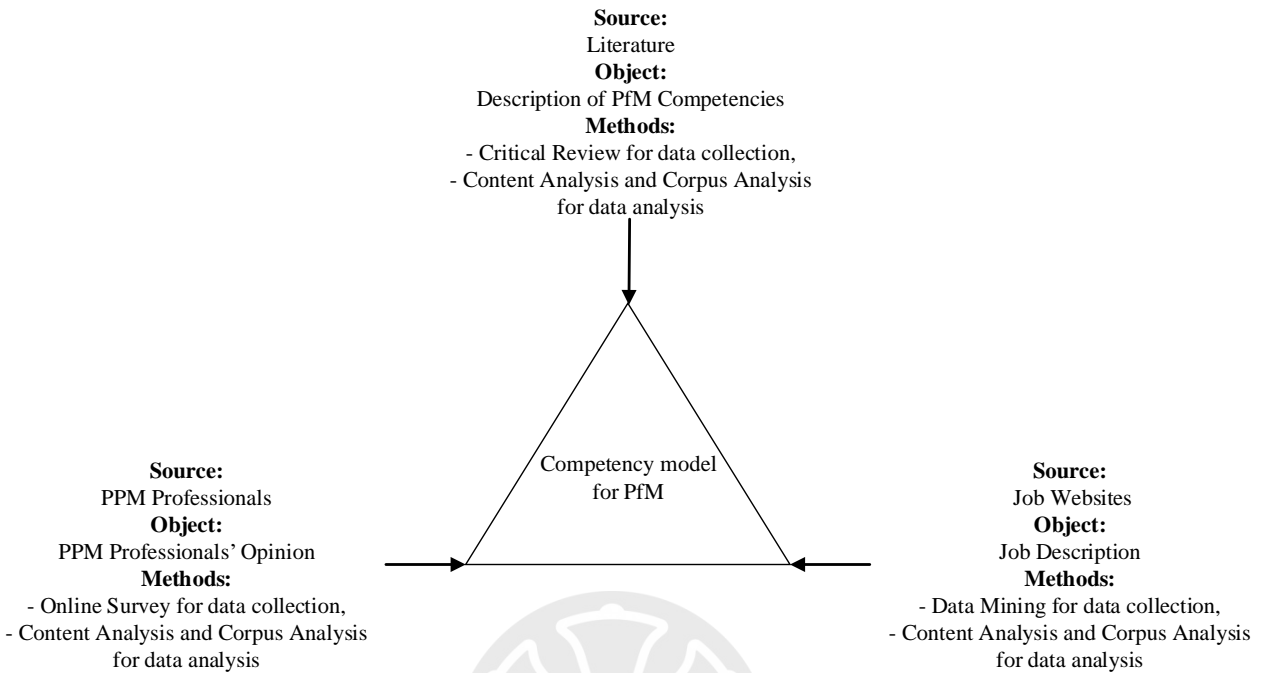 Source:
Literature
Object:
Description of PfM Competencies
Methods:
- Critical Review for data collection,
- Content Analysis and Corpus Analysis
for data analysis
Competency model
for PfM
Source:
PPM Professionals
Object:
PPM Professionals’ Opinion
Methods:
- Online Survey for data collection,
- Content Analysis and Corpus Analysis
for data analysis
Source:
Job Websites
Object:
Job Description
Methods:
- Data Mining for data collection,
- Content Analysis and Corpus Analysis
for data analysis